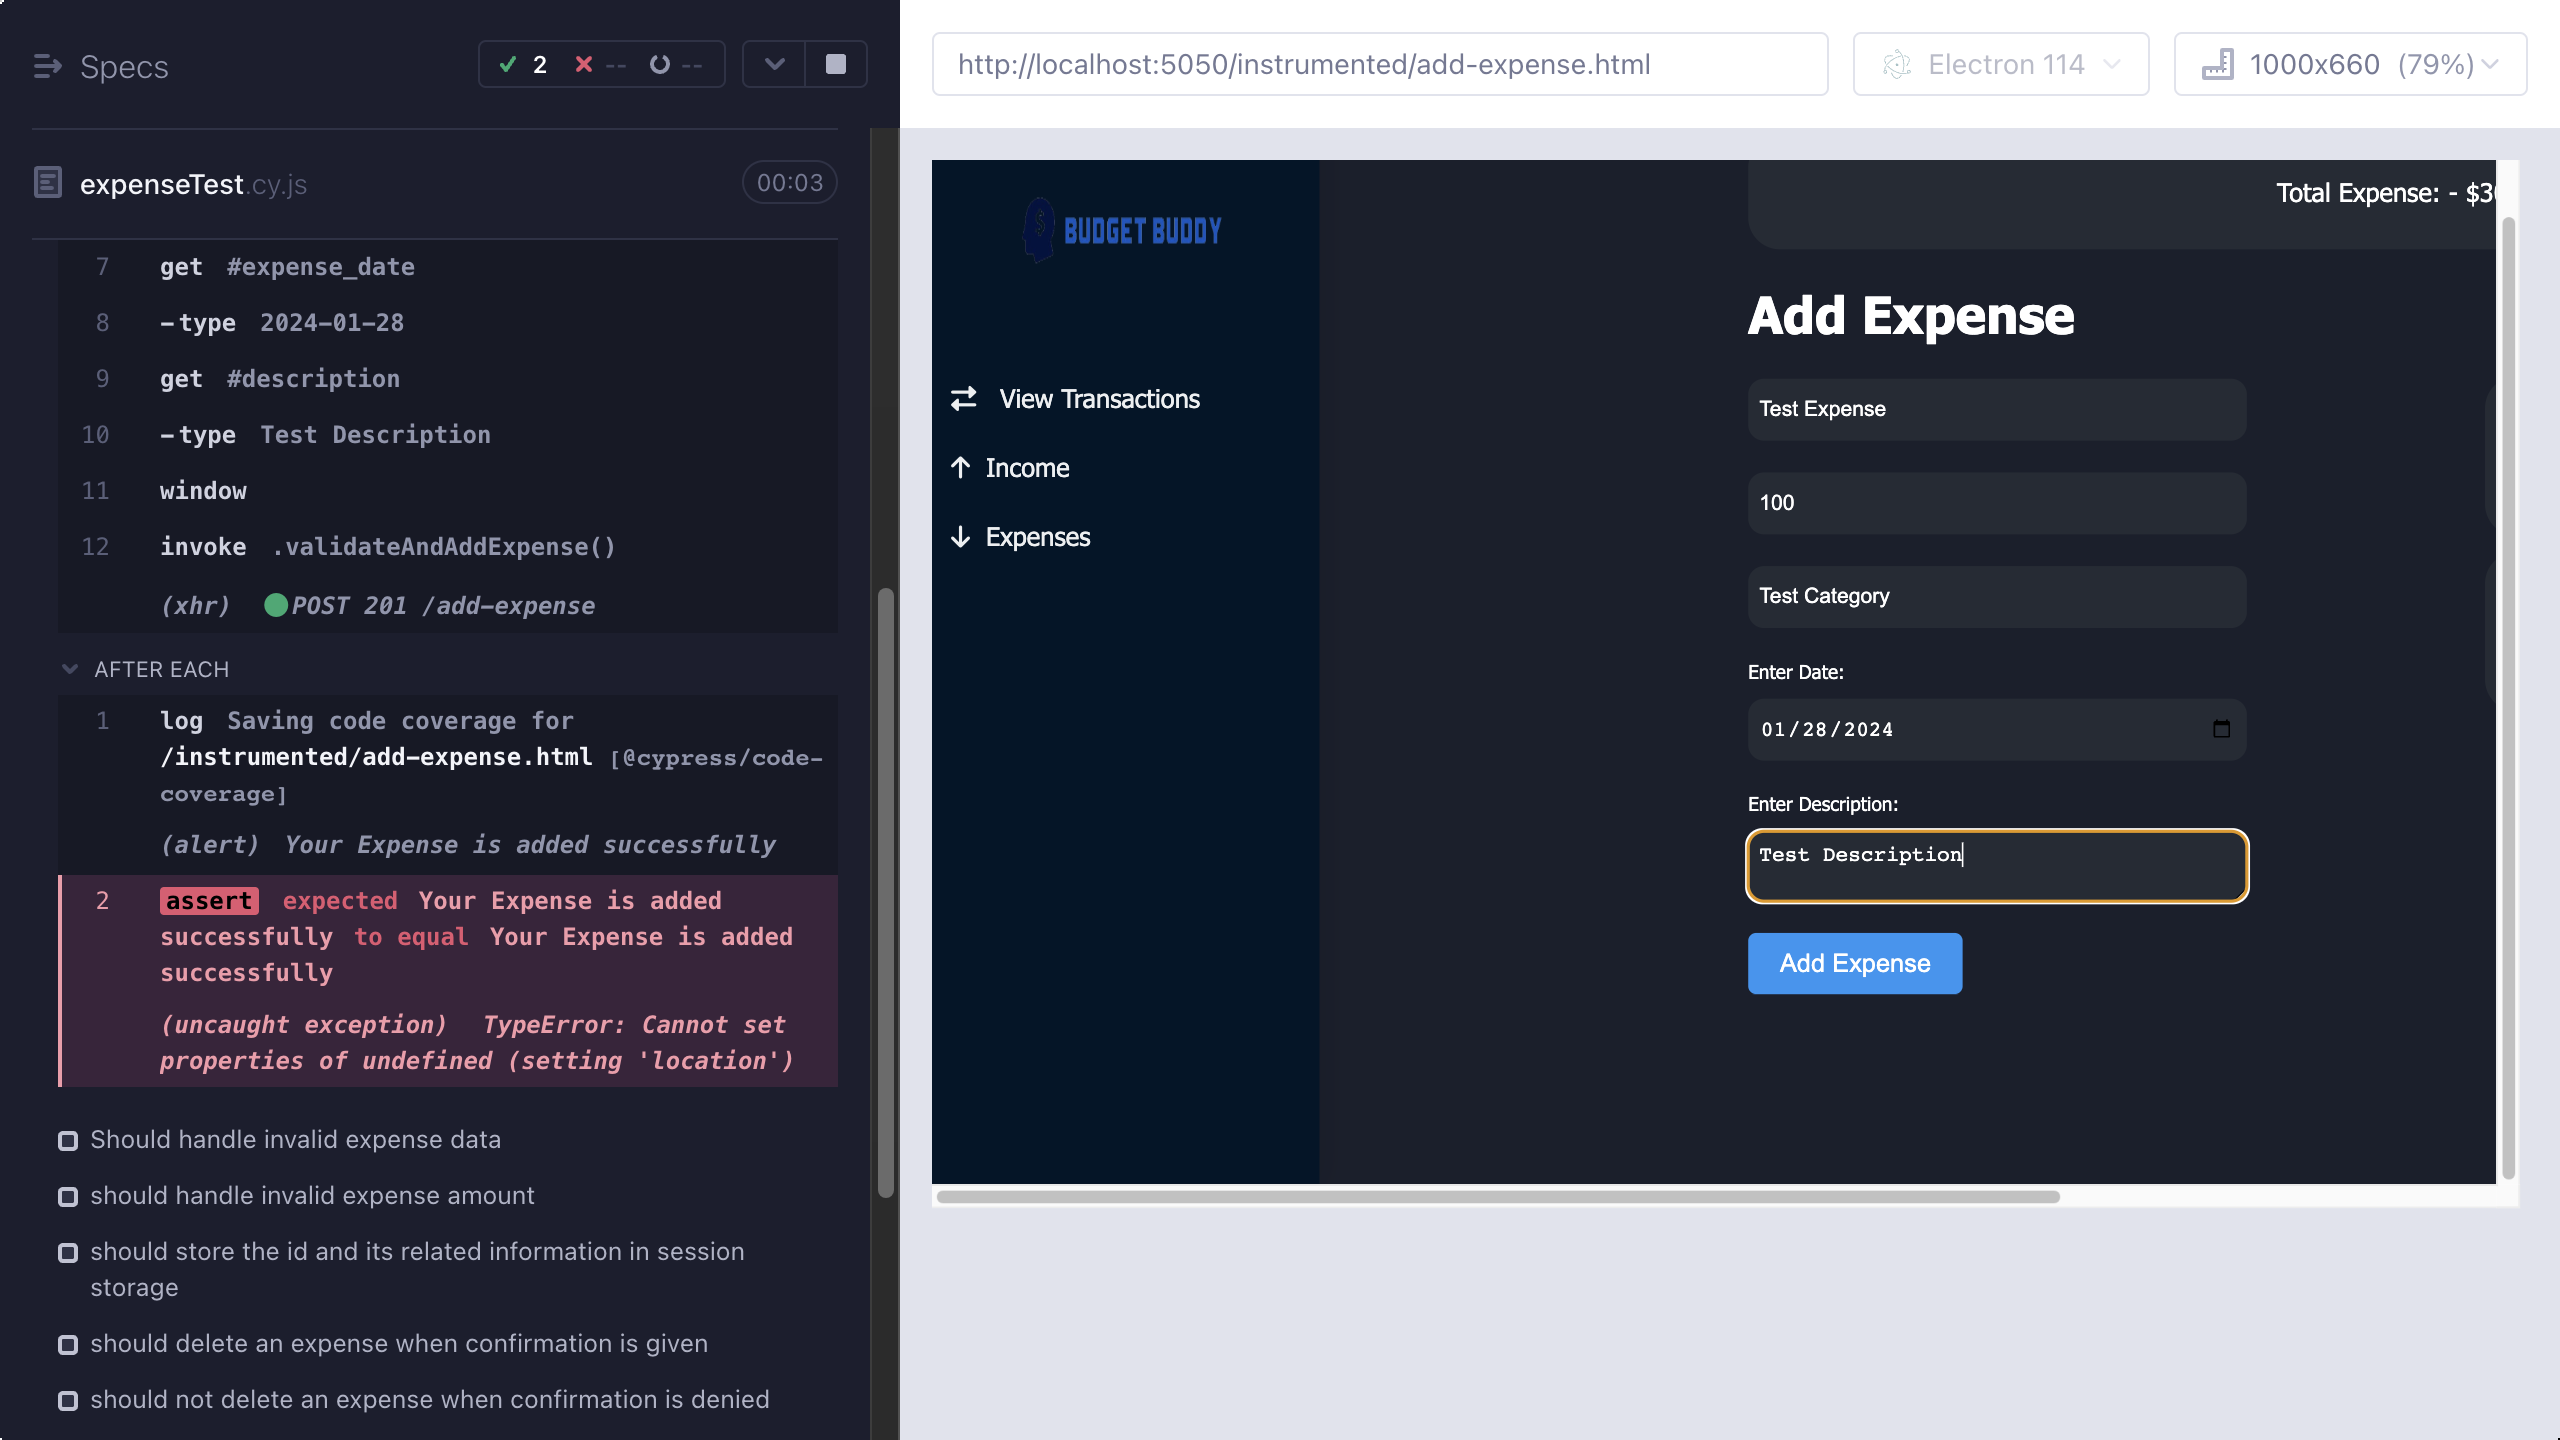 Specs
2 -- --
expenseTest.cy.js 00:03
7 get #expense_date
8 -type 2024-01-28
9 get #description
10 -type Test Description
11 window
12 invoke .validateAndAddExpense()
(xhr) POST 201 /add-expense
AFTER EACH
1 log Saving code coverage for
/instrumented/add-expense.html [@cypress/code-
coverage]
(alert) Your Expense is added successfully
2 assert expected Your Expense is added
successfully to equal Your Expense is added
successfully
(uncaught exception) TypeError: Cannot set
properties of undefined (setting 'location')
Should handle invalid expense data
should handle invalid expense amount
should store the id and its related information in session
storage
should delete an expense when confirmation is given
should not delete an expense when confirmation is denied
http://localhost:5050/instrumented/add-expense.html
Electron 114
1000x660 (79%)
BUDGET BUDDY
View Transactions
Income
Expenses
Total Expense: - $3
Add Expense
Test Expense
100
Test Category
Enter Date:
01/28/2024
Enter Description:
Test Description
Add Expense